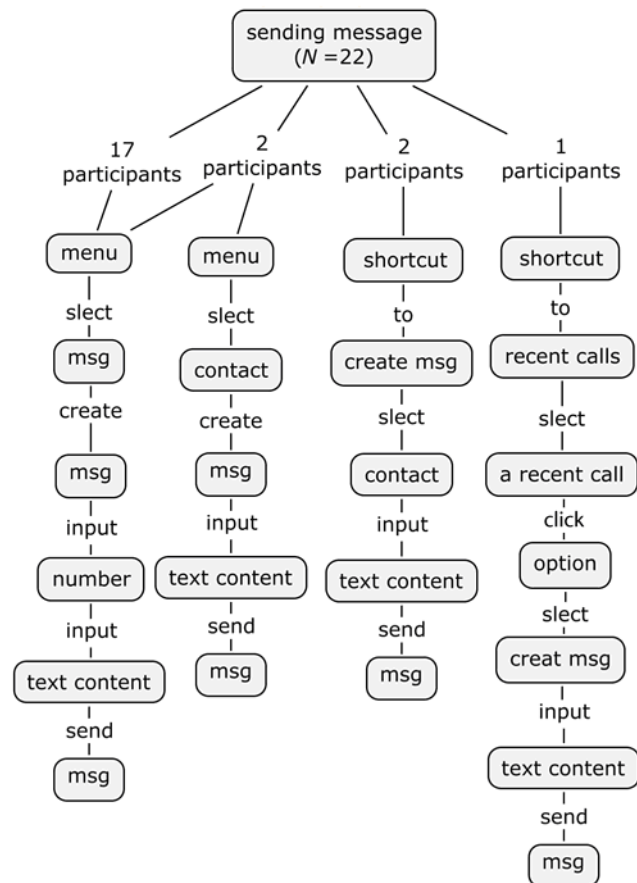 sending message
(N =22)
17
participants
2
participants
2
participants
1
participants
menu
slect
msg
create
msg
input
number
input
text content
send
msg
menu
slect
contact
create
msg
input
text content
send
msg
shortcut
to
create msg
slect
contact
input
text content
send
msg
shortcut
to
recent calls
slect
a recent call
click
option
slect
creat msg
input
text content
send
msg